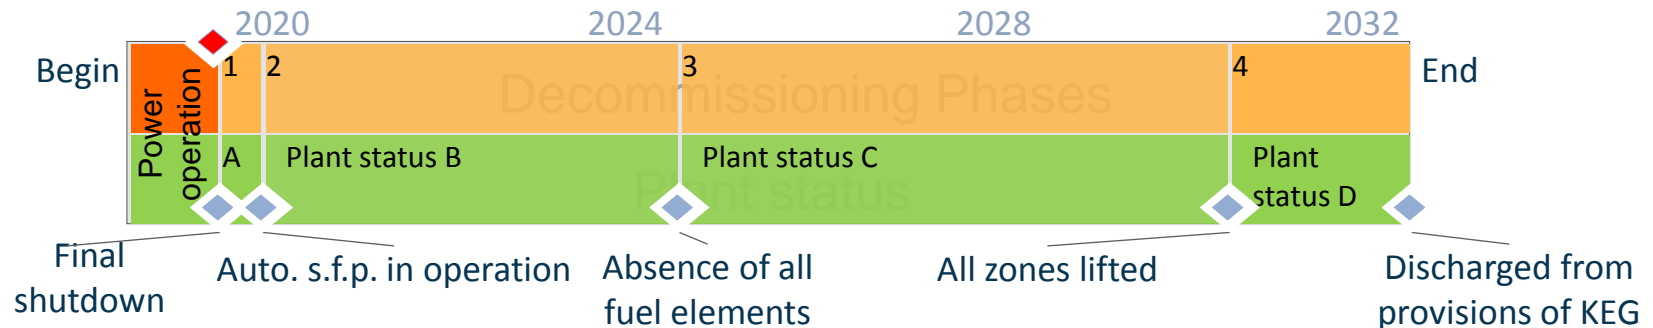 2020 2024 2028 2032
Begin
Power
operation
1 2 3 4
Decommissioning Phases
End
A Plant status B Plant status C Plant
status D
Plant status
Final
shutdown
Auto. s.f.p. in operation
Absence of all
fuel elements
All zones lifted
Discharged from
provisions of KEG